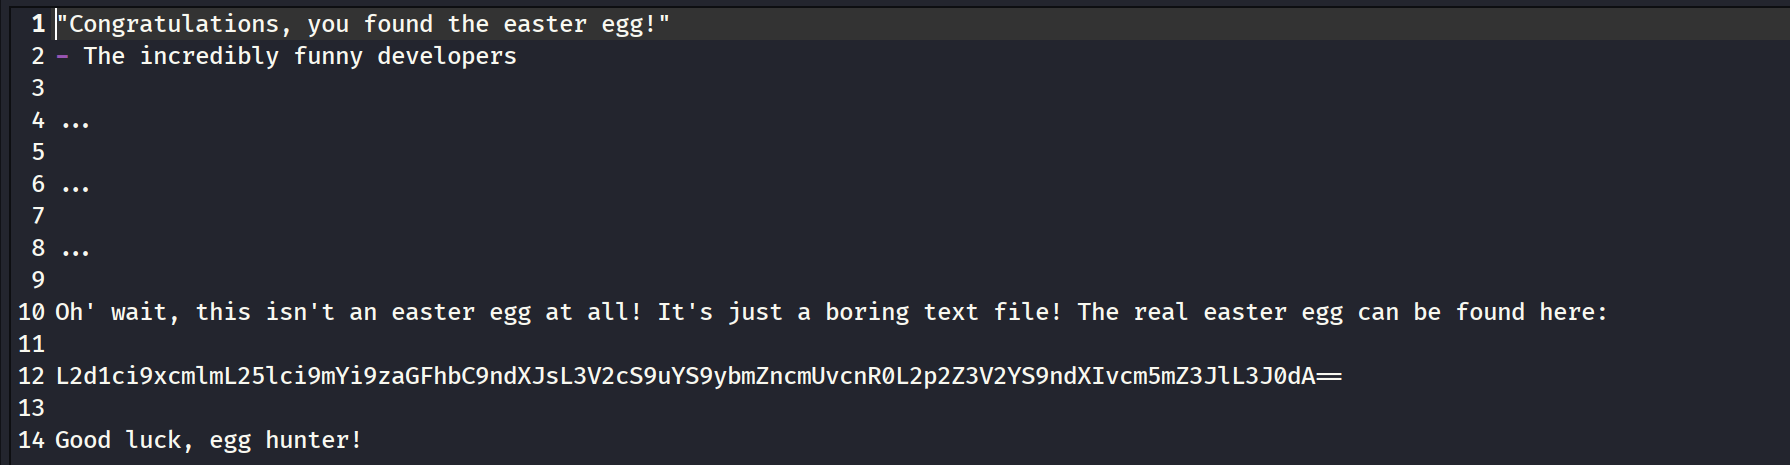 1 "Congratulations, you found the easter egg!"
2 - The incredibly funny developers
3
4 ...
5
6 ...
7
8 ...
9
10 Oh' wait, this isn't an easter egg at all! It's just a boring text file! The real easter egg can be found here:
11
12 L2d1ci9xcmlmL25lci9mYi9zaGFhbC9ndXJsL3V2cS9uYS9ybmZncmUvcnR0L2p2Z3V2YS9ndXIvcm5mZ3JlL3J0dA==
13
14 Good luck, egg hunter!